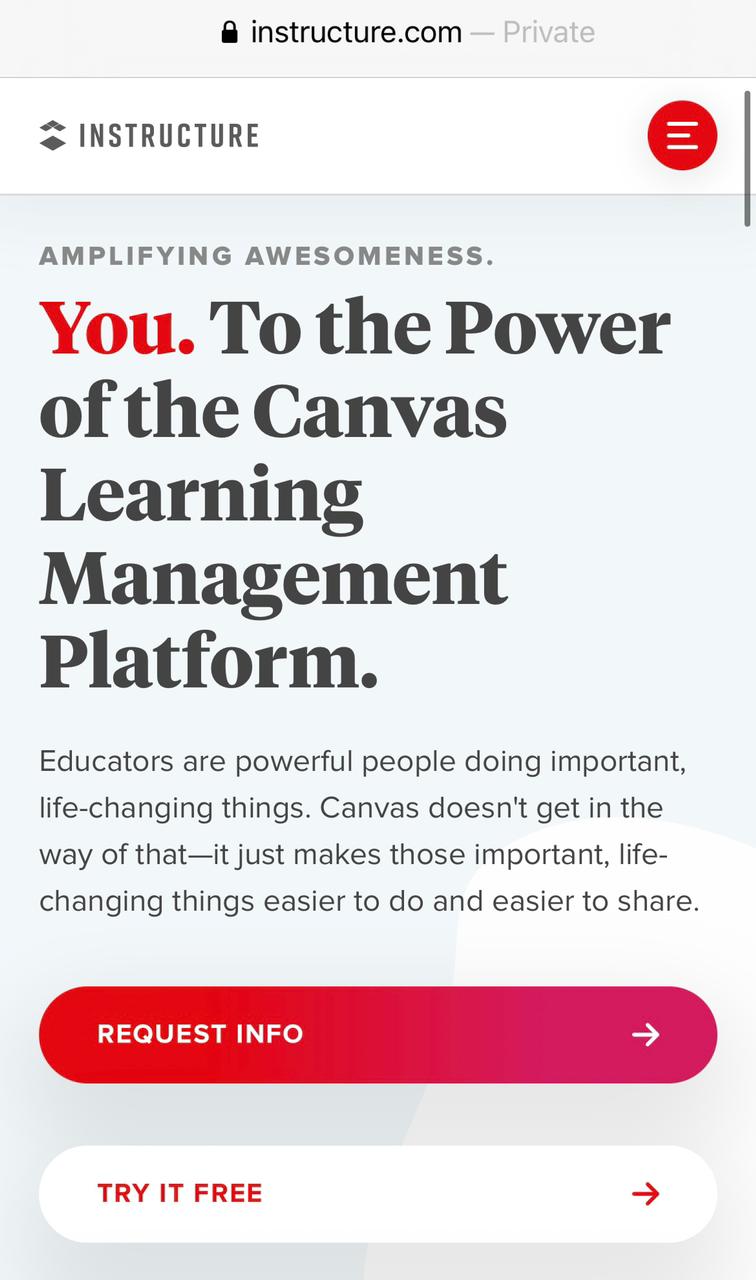 instructure.com — Private
INSTRUCTURE
AMPLIFYING AWESOMENESS.
You. To the Power
of the Canvas
Learning
Management
Platform.
Educators are powerful people doing important,
life-changing things. Canvas doesn't get in the
way of that—it just makes those important, life-
changing things easier to do and easier to share.
REQUEST INFO
TRY IT FREE